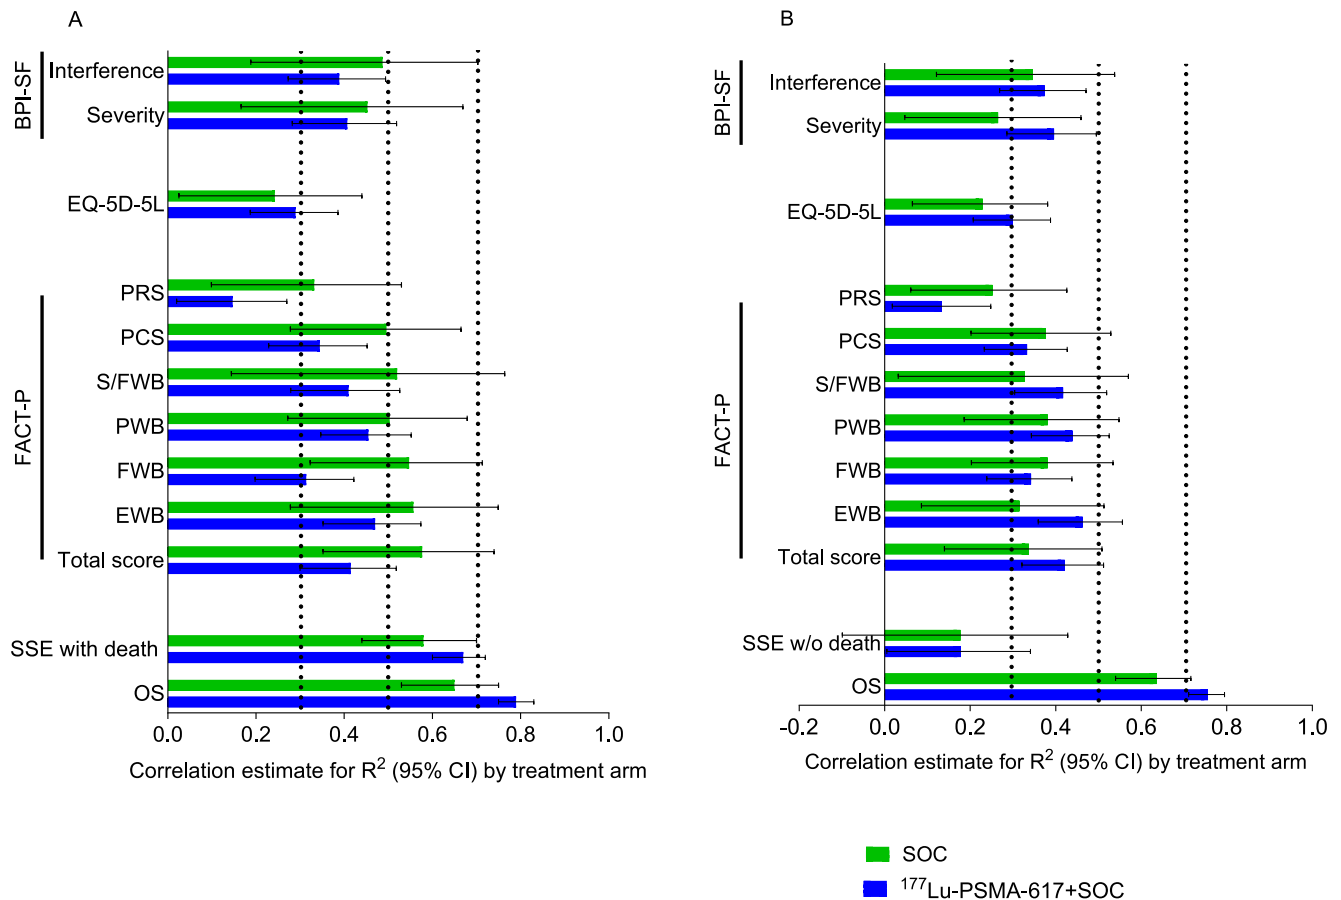 A
BPI-SF
Interference
Severity
EQ-5D-5L
FACT-P
PRS
PCS
S/FWB
PWB
FWB
EWB
Total score
SSE with death
OS
0.0 0.2 0.4 0.6 0.8 1.0
Correlation estimate for R² (95% CI) by treatment arm
B
BPI-SF
Interference
Severity
EQ-5D-5L
FACT-P
PRS
PCS
S/FWB
PWB
FWB
EWB
Total score
SSE w/o death
OS
−0.2 0.0 0.2 0.4 0.6 0.8 1.0
Correlation estimate for R² (95% CI) by treatment arm
SOC
¹⁷⁷Lu-PSMA-617+SOC